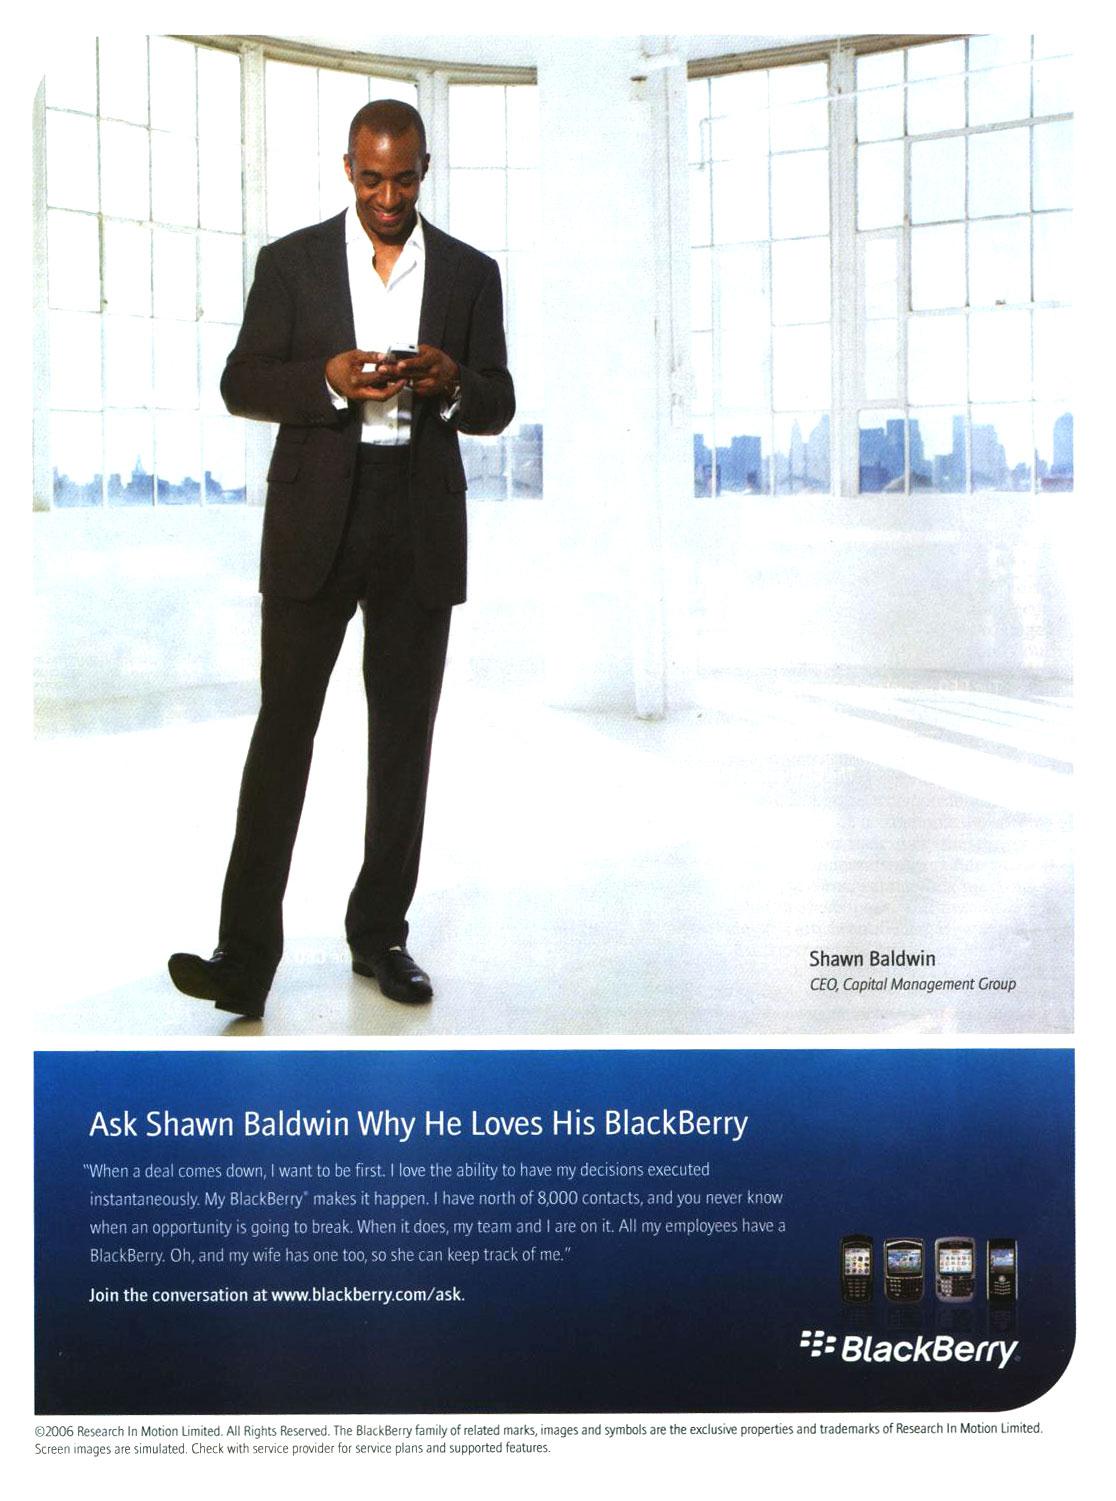 Shawn Baldwin
CEO, Capital Management Group
Ask Shawn Baldwin Why He Loves His BlackBerry
"When a deal comes down, I want to be first. I love the ability to have my decisions executed
instantaneously. My BlackBerry® makes it happen. I have north of 8,000 contacts, and you never know
when an opportunity is going to break. When it does, my team and I are on it. All my employees have a
BlackBerry. Oh, and my wife has one too, so she can keep track of me."
Join the conversation at www.blackberry.com/ask.
BlackBerry
©2006 Research In Motion Limited. All Rights Reserved. The BlackBerry family of related marks, images and symbols are the exclusive properties and trademarks of Research In Motion Limited.
Screen images are simulated. Check with service provider for service plans and supported features.